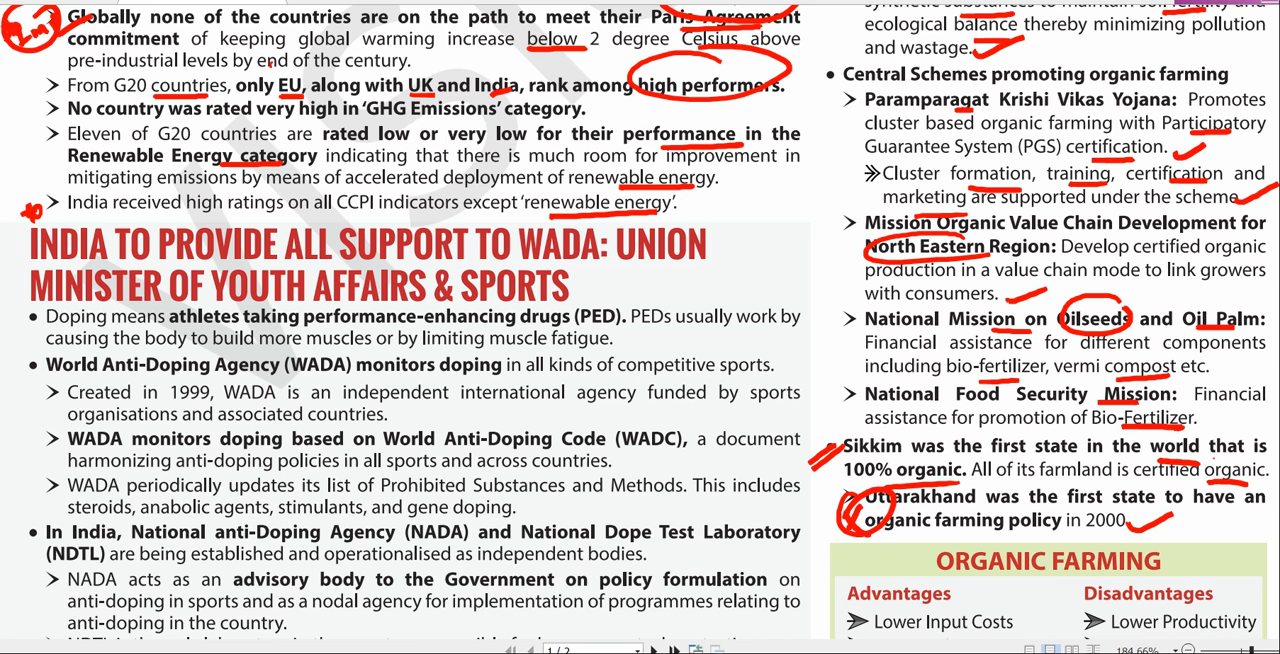 Globally none of the countries are on the path to meet their Paris Agreement
commitment of keeping global warming increase below 2 degree Celsius above
pre-industrial levels by end of the century.
➤ From G20 countries, only EU, along with UK and India, rank among high performers.
➤ No country was rated very high in ‘GHG Emissions’ category.
➤ Eleven of G20 countries are rated low or very low for their performance in the
Renewable Energy category indicating that there is much room for improvement in
mitigating emissions by means of accelerated deployment of renewable energy.
➤ India received high ratings on all CCPI indicators except ‘renewable energy’.
INDIA TO PROVIDE ALL SUPPORT TO WADA: UNION
MINISTER OF YOUTH AFFAIRS & SPORTS
• Doping means athletes taking performance-enhancing drugs (PED). PEDs usually work by
causing the body to build more muscles or by limiting muscle fatigue.
• World Anti-Doping Agency (WADA) monitors doping in all kinds of competitive sports.
➤ Created in 1999, WADA is an independent international agency funded by sports
organisations and associated countries.
➤ WADA monitors doping based on World Anti-Doping Code (WADC), a document
harmonizing anti-doping policies in all sports and across countries.
➤ WADA periodically updates its list of Prohibited Substances and Methods. This includes
steroids, anabolic agents, stimulants, and gene doping.
• In India, National anti-Doping Agency (NADA) and National Dope Test Laboratory
(NDTL) are being established and operationalised as independent bodies.
➤ NADA acts as an advisory body to the Government on policy formulation on
anti-doping in sports and as a nodal agency for implementation of programmes relating to
anti-doping in the country.
synthetic substances to maintain soil fertility and
ecological balance thereby minimizing pollution
and wastage.
• Central Schemes promoting organic farming
➤ Paramparagat Krishi Vikas Yojana: Promotes
cluster based organic farming with Participatory
Guarantee System (PGS) certification.
Cluster formation, training, certification and
marketing are supported under the scheme
➤ Mission Organic Value Chain Development for
North Eastern Region: Develop certified organic
production in a value chain mode to link growers
with consumers.
➤ National Mission on Oilseeds and Oil Palm:
Financial assistance for different components
including bio-fertilizer, vermi compost etc.
➤ National Food Security Mission: Financial
assistance for promotion of Bio-Fertilizer.
Sikkim was the first state in the world that is
100% organic. All of its farmland is certified organic.
Uttarakhand was the first state to have an
organic farming policy in 2000
ORGANIC FARMING
Advantages Disadvantages
➤ Lower Input Costs ➤ Lower Productivity
1 / 2 184.66%